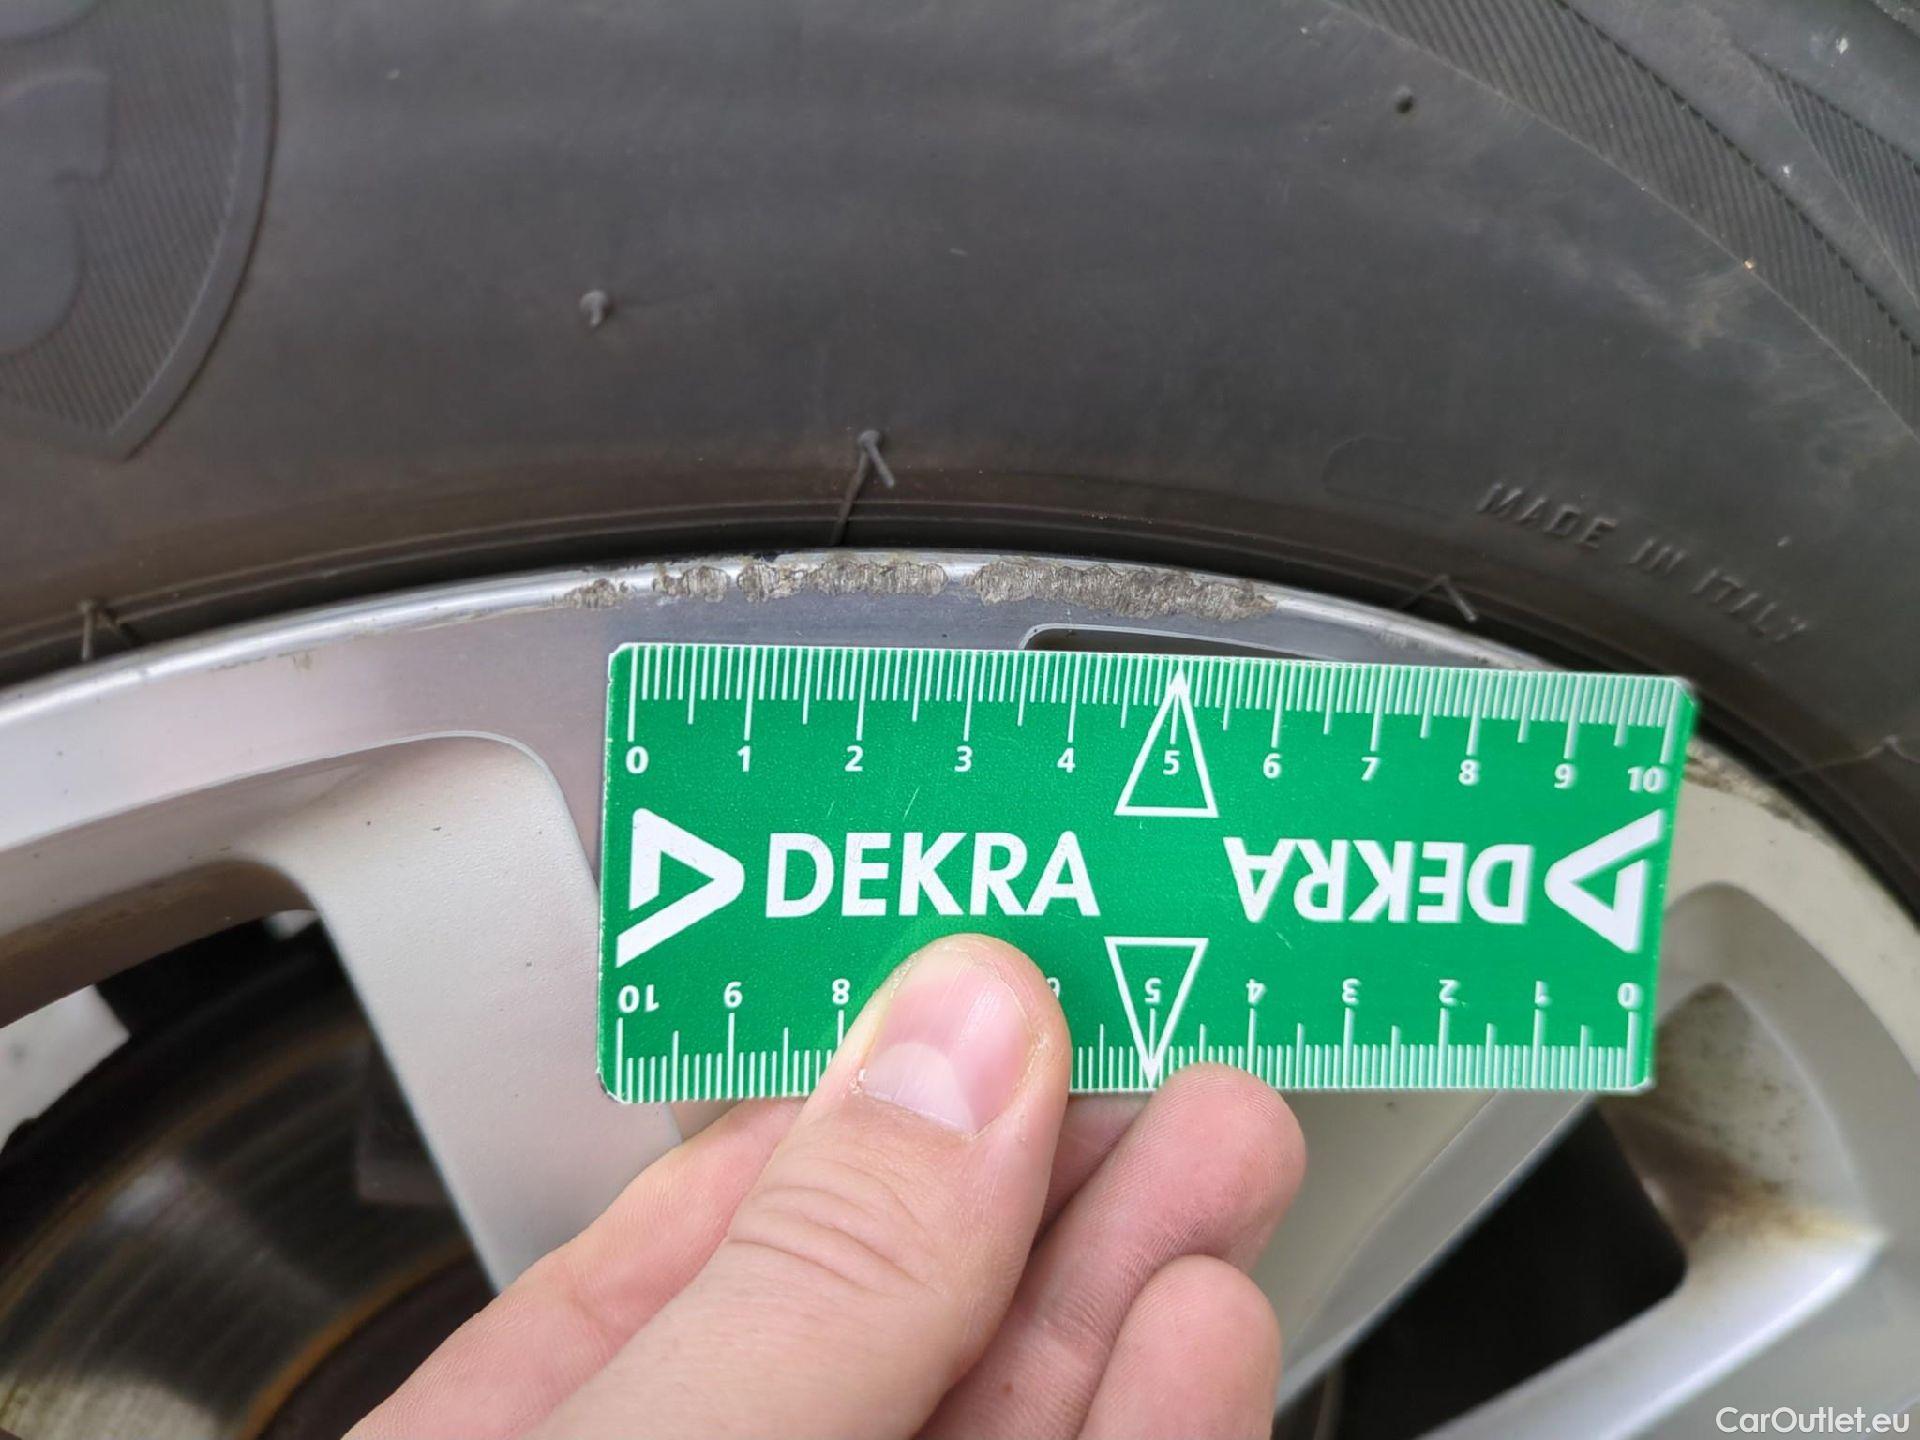 MADE IN ITALY
0 1 2 3 4 5 6 7 8 9 10
DEKRA DEKRA
10 9 8 6 5 4 3 2 1 0
CarOutlet.eu